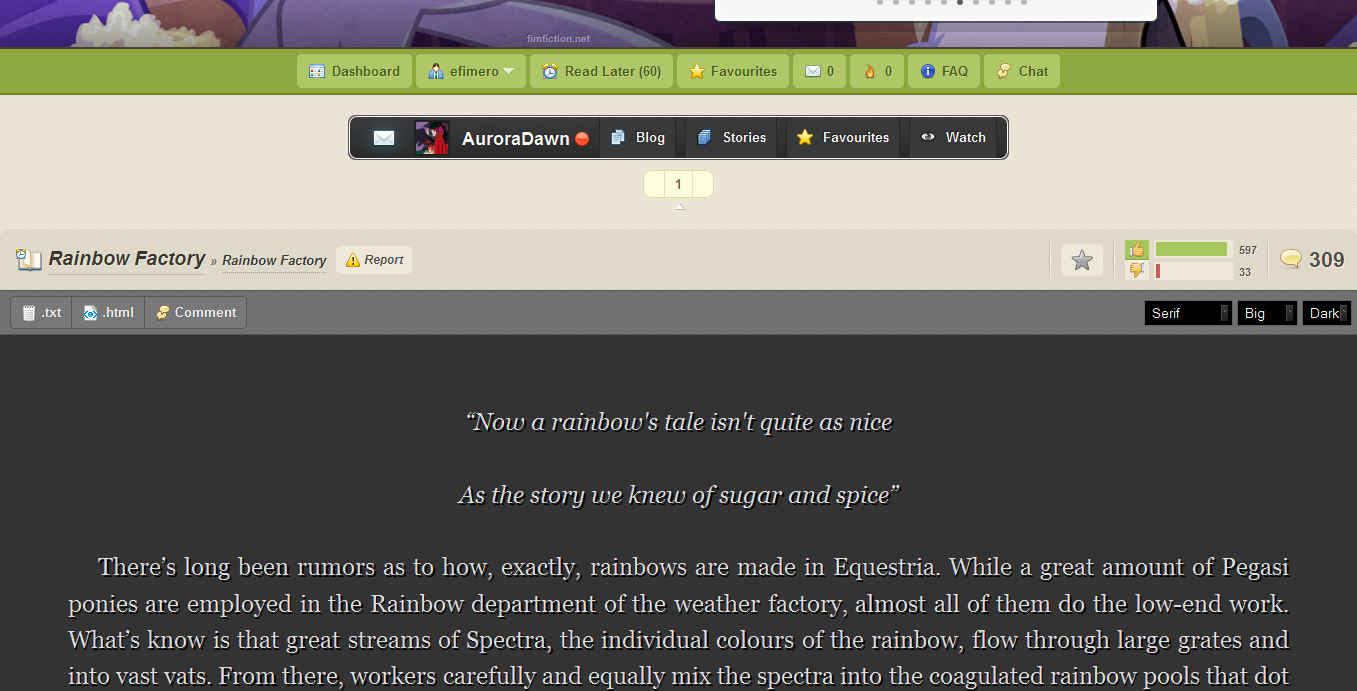 fimfiction.net
Dashboard efimero Read Later (60) Favourites 0 0 FAQ Chat
AuroraDawn Blog Stories Favourites Watch
1
Rainbow Factory » Rainbow Factory Report 597 33 309
.txt .html Comment Serif Big Dark
“Now a rainbow's tale isn't quite as nice
As the story we knew of sugar and spice”
There’s long been rumors as to how, exactly, rainbows are made in Equestria. While a great amount of Pegasi
ponies are employed in the Rainbow department of the weather factory, almost all of them do the low-end work.
What’s know is that great streams of Spectra, the individual colours of the rainbow, flow through large grates and
into vast vats. From there, workers carefully and equally mix the spectra into the coagulated rainbow pools that dot